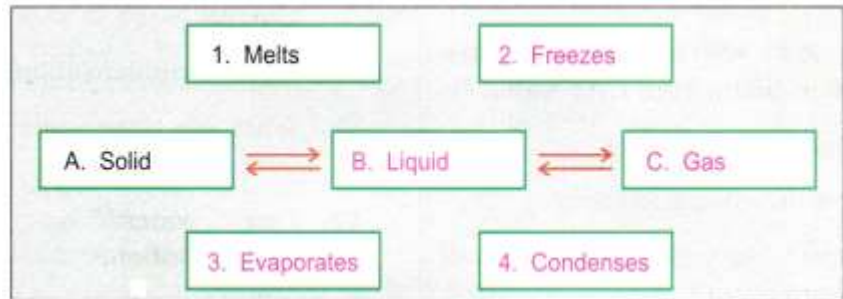 1. Melts 2. Freezes
A. Solid B. Liquid C. Gas
3. Evaporates 4. Condenses